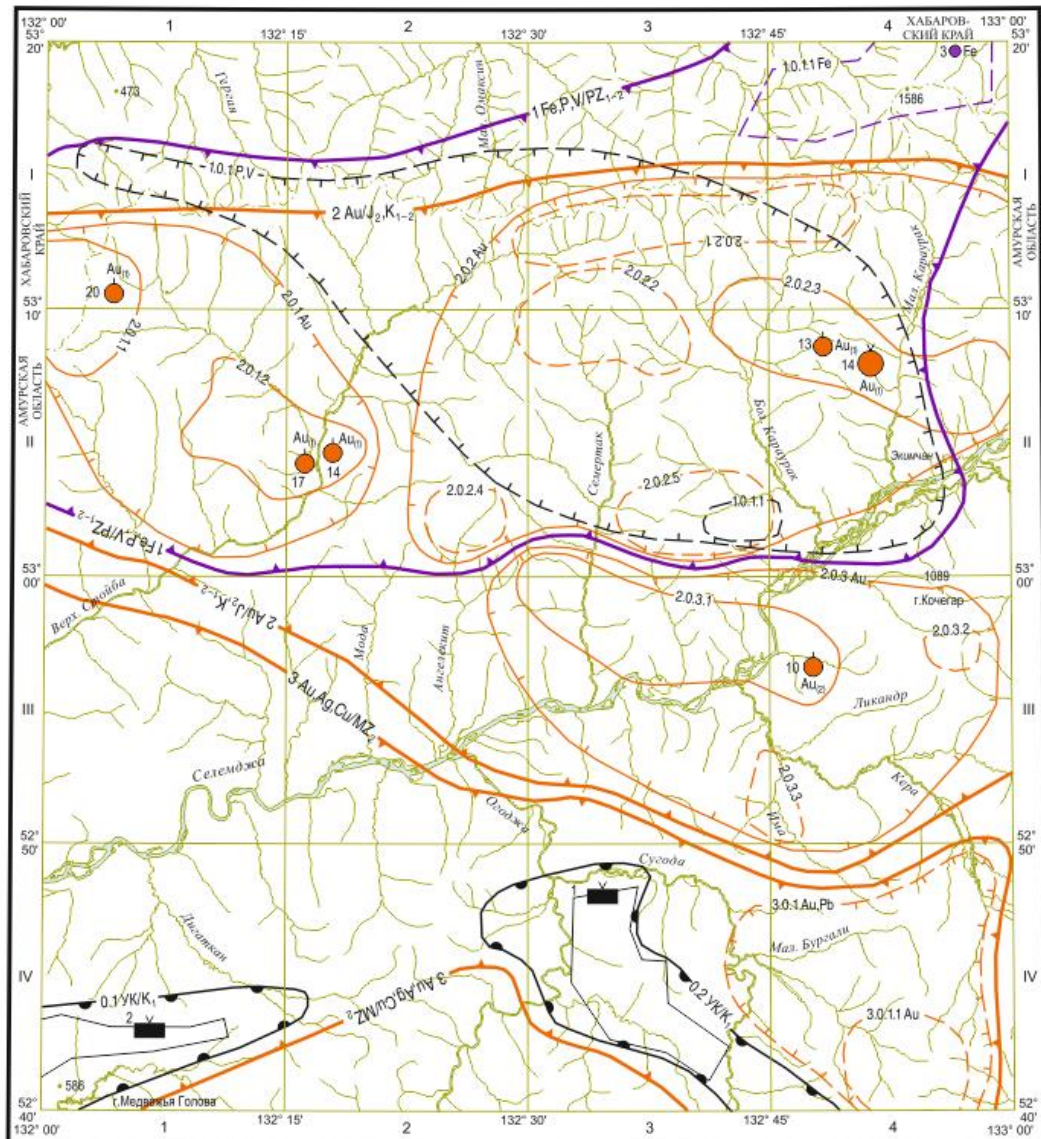 132° 00'
1
132° 15'
2
132° 30'
3
132° 45'
4
ХАБАРОВ-
СКИЙ КРАЙ
133° 00'
53°
20'
53°
20'
3 Fe
1.0.1.1 Fe
473
Герган
Мал. Омаксин
1 Fe,P,V/PZ₁₋₂
1586
I
1.0.1 P,V
I
2 Au/J₂,K₁₋₂
ХАБАРОВСКИЙ
КРАЙ
АМУРСКАЯ
ОБЛАСТЬ
2.0.2 Au
2.0.2.1
Мал. Караурак
Au(1)
20
2.0.1 Au
2.0.2.2
2.0.2.3
53°
10'
53°
10'
2.0.1.1
13
Au(1)
14
Au(1)
АМУРСКАЯ
ОБЛАСТЬ
2.0.1.2
Бол. Караурак
II
Au(1)
17
Au(1)
14
Семертак
Экимчан
II
2.0.2.4
2.0.2.5
1.0.1.1
1 Fe,P,V/PZ₁₋₂
53°
00'
2.0.3 Au
53°
00'
1089
г.Кочегар
Верх. Стойба
2 Au/J₂,K₁₋₂
2.0.3.1
2.0.3.2
Мода
Ангелекит
3 Au,Ag,Cu/MZ₂
10
Au(2)
III
Ликандр
III
Селемджа
2.0.3.3
Кера
Огоджа
Има
52°
50'
52°
50'
Сугода
1
3.0.1 Au,Pb
Дигаткан
Мал. Бургали
IV
0.1 УК/K₁
2
3 Au,Ag,Cu/MZ₂
0.2 УК/K₁
IV
3.0.1.1 Au
586
г.Медвежья Голова
52°
40'
52°
40'
132° 00'
1
132° 15'
2
132° 30'
3
132° 45'
4
133° 00'